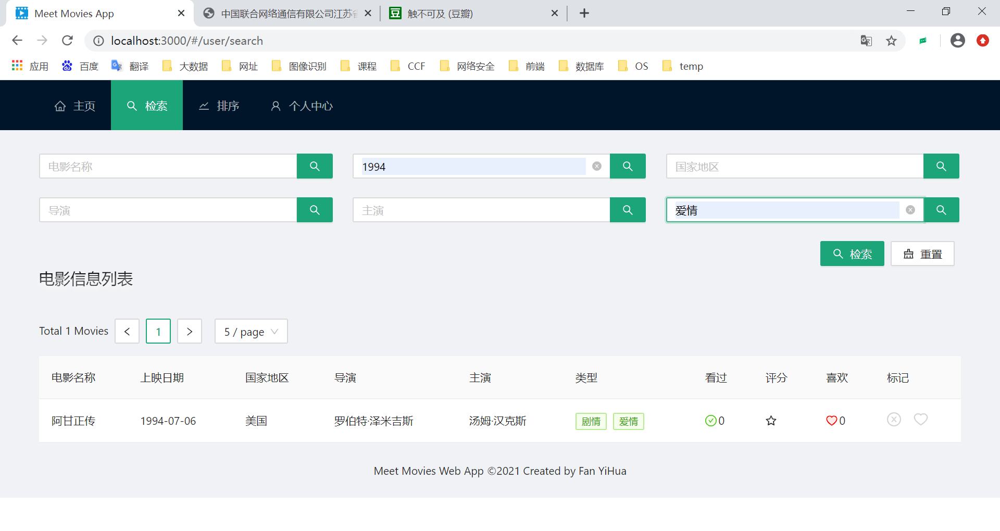 Meet Movies App
中国联合网络通信有限公司江苏省
触不可及 (豆瓣)
localhost:3000/#/user/search
应用 百度 翻译 大数据 网址 图像识别 课程 CCF 网络安全 前端 数据库 OS temp
主页 检索 排序 个人中心
电影名称 1994 国家地区
导演 主演 爱情
检索 重置
电影信息列表
Total 1 Movies < 1 > 5 / page
电影名称 上映日期 国家地区 导演 主演 类型 看过 评分 喜欢 标记
阿甘正传 1994-07-06 美国 罗伯特·泽米吉斯 汤姆·汉克斯 剧情 爱情 0 0
Meet Movies Web App ©2021 Created by Fan YiHua